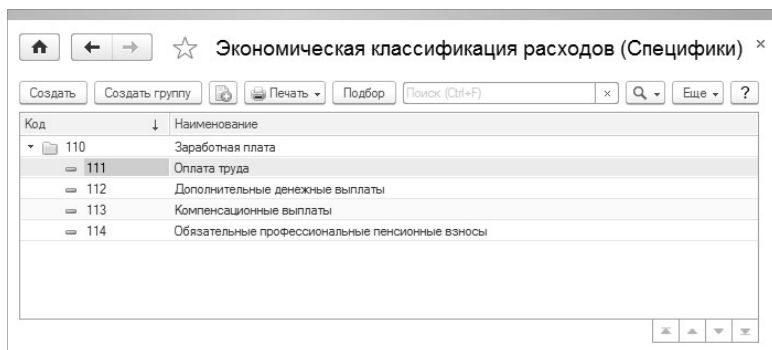 Экономическая классификация расходов (Специфики) ×
Создать Создать группу Печать Подбор Поиск (Ctrl+F) × Еще ?
Код ↓ Наименование
110 Заработная плата
111 Оплата труда
112 Дополнительные денежные выплаты
113 Компенсационные выплаты
114 Обязательные профессиональные пенсионные взносы